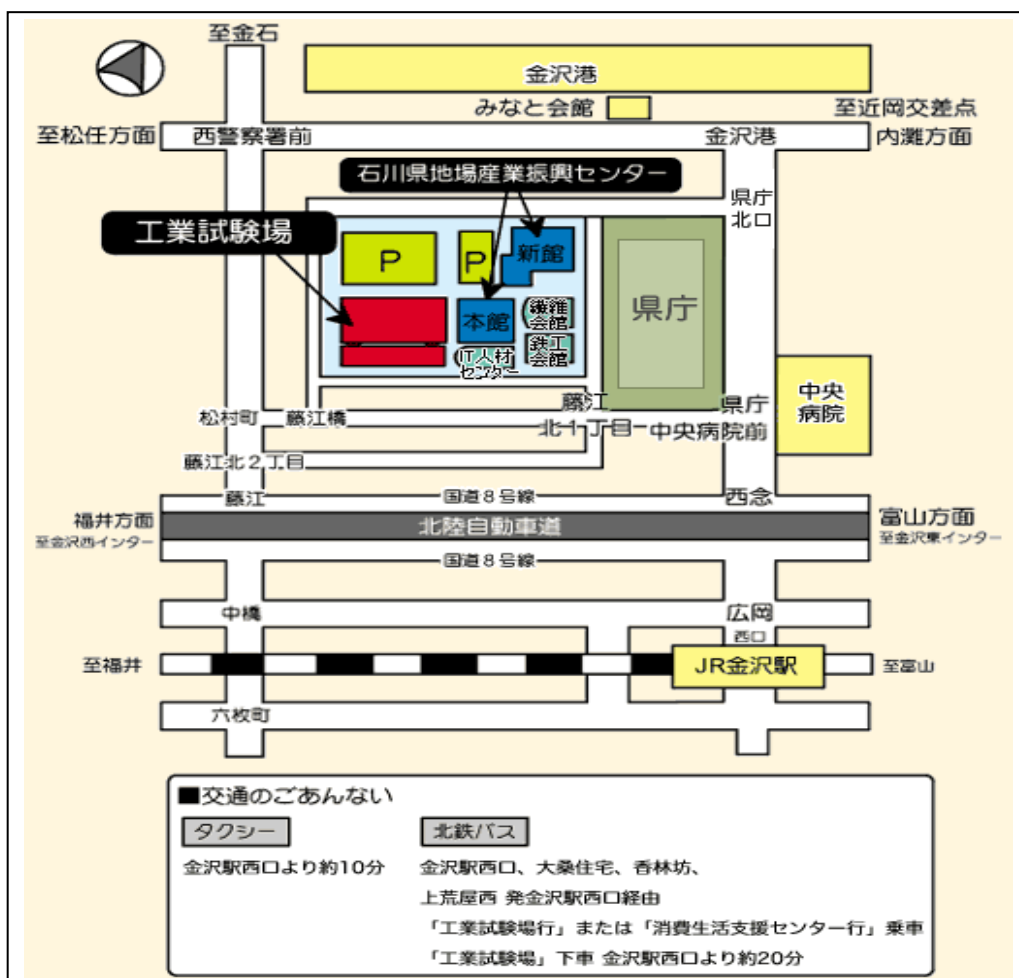 至金石
金沢港
みなと会館
至近岡交差点
至松任方面
西警察署前
金沢港
内灘方面
石川県地場産業振興センター
県庁
北口
工業試験場
P
P
新館
県庁
本館
繊維
会館
鉄工
会館
IT人材
センター
中央
病院
松村町
藤江橋
藤江
北1丁目
県庁
中央病院前
藤江北2丁目
藤江
国道8号線
西念
福井方面
至金沢西インター
北陸自動車道
富山方面
至金沢東インター
国道8号線
中橋
広岡
西口
至福井
JR金沢駅
至富山
六枚町
■交通のごあんない
タクシー
金沢駅西口より約10分
北鉄バス
金沢駅西口、大桑住宅、香林坊、
上荒屋西 発金沢駅西口経由
「工業試験場行」または「消費生活支援センター行」乗車
「工業試験場」下車 金沢駅西口より約20分